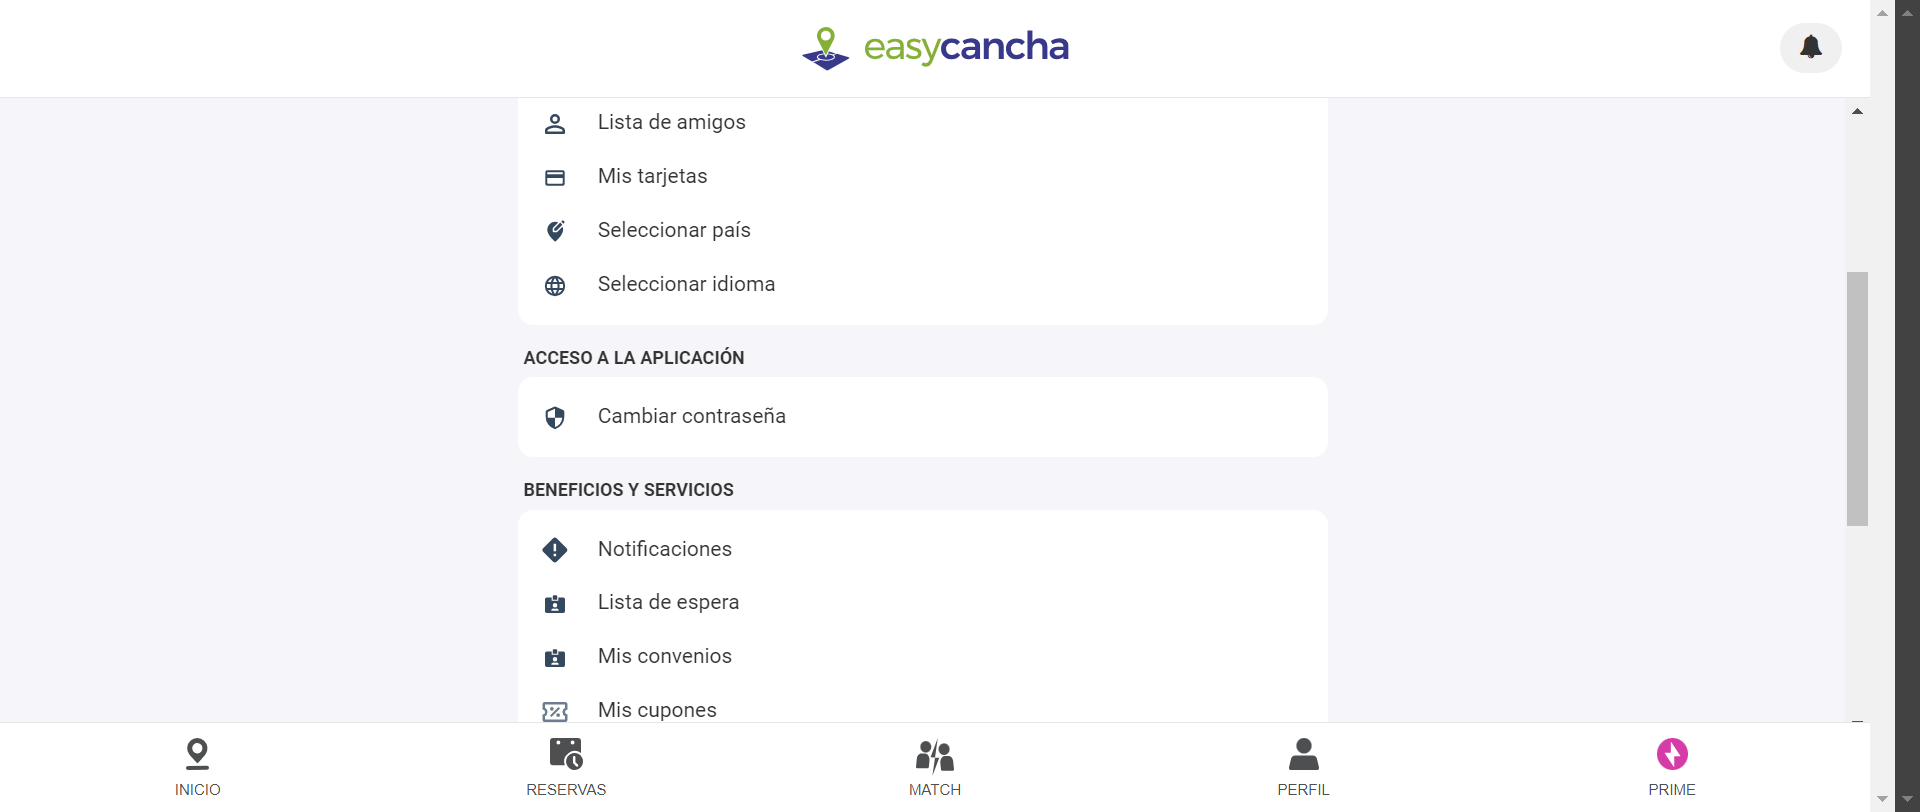 easycancha
Lista de amigos
Mis tarjetas
Seleccionar país
Seleccionar idioma
ACCESO A LA APLICACIÓN
Cambiar contraseña
BENEFICIOS Y SERVICIOS
Notificaciones
Lista de espera
Mis convenios
Mis cupones
INICIO
RESERVAS
MATCH
PERFIL
PRIME